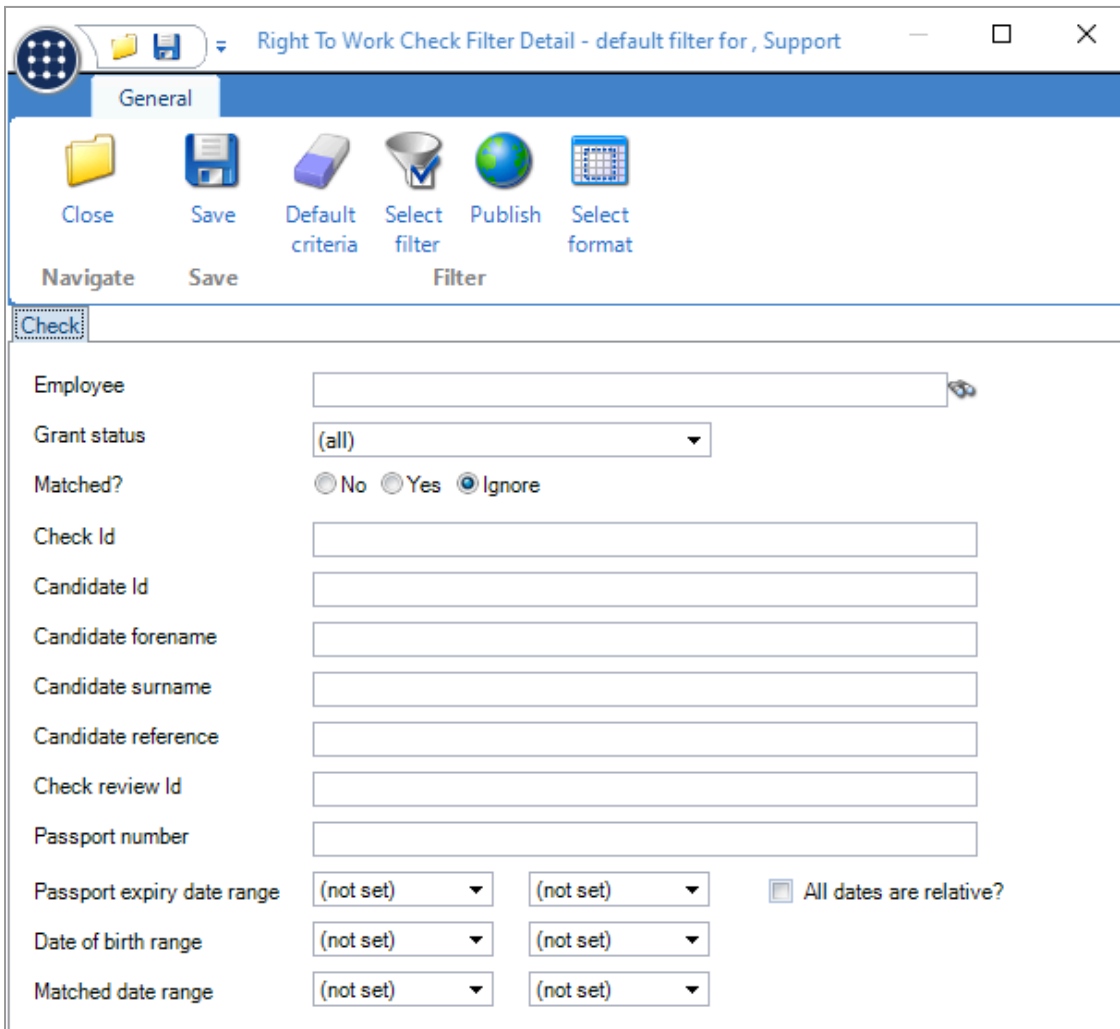 Right To Work Check Filter Detail - default filter for , Support
General
Close Save Default criteria Select filter Publish Select format
Navigate Save Filter
Check
Employee
Grant status (all)
Matched? No Yes Ignore
Check Id
Candidate Id
Candidate forename
Candidate surname
Candidate reference
Check review Id
Passport number
Passport expiry date range (not set) (not set) All dates are relative?
Date of birth range (not set) (not set)
Matched date range (not set) (not set)